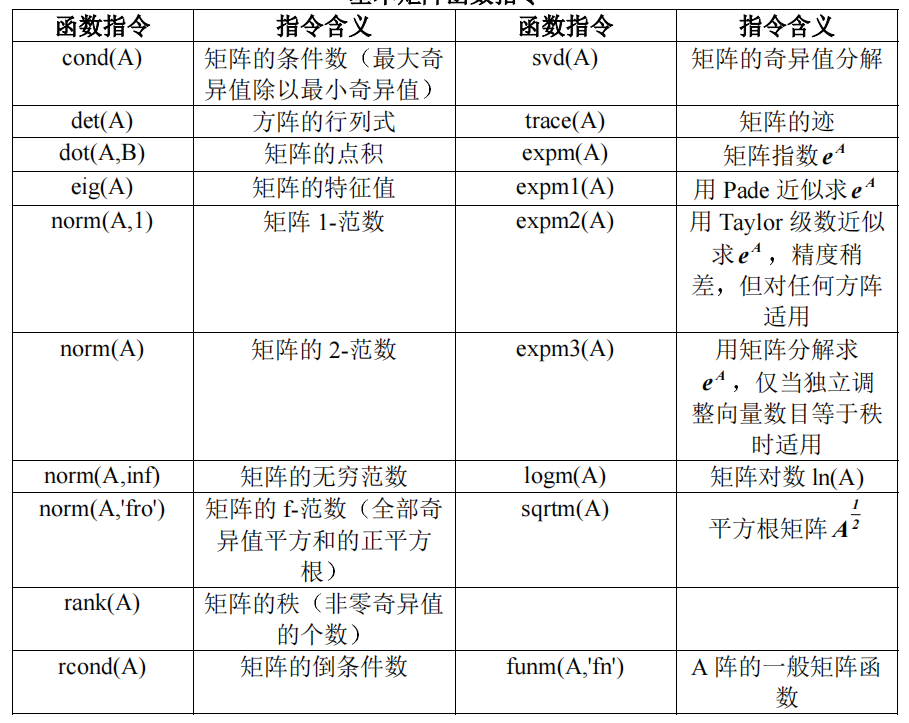 基本矩阵函数指令
函数指令 指令含义 函数指令 指令含义
cond(A) 矩阵的条件数（最大奇 svd(A) 矩阵的奇异值分解
异值除以最小奇异值）
det(A) 方阵的行列式 trace(A) 矩阵的迹
dot(A,B) 矩阵的点积 expm(A) 矩阵指数 e^A
eig(A) 矩阵的特征值 expm1(A) 用 Pade 近似求 e^A
norm(A,1) 矩阵 1-范数 expm2(A) 用 Taylor 级数近似
求 e^A，精度稍
差，但对任何方阵
适用
norm(A) 矩阵的 2-范数 expm3(A) 用矩阵分解求
e^A，仅当独立调
整向量数目等于秩
时适用
norm(A,inf) 矩阵的无穷范数 logm(A) 矩阵对数 ln(A)
norm(A,'fro') 矩阵的 f-范数（全部奇 sqrtm(A) 平方根矩阵 A^{1/2}
异值平方和的正平方
根）
rank(A) 矩阵的秩（非零奇异值
的个数）
rcond(A) 矩阵的倒条件数 funm(A,'fn') A 阵的一般矩阵函
数